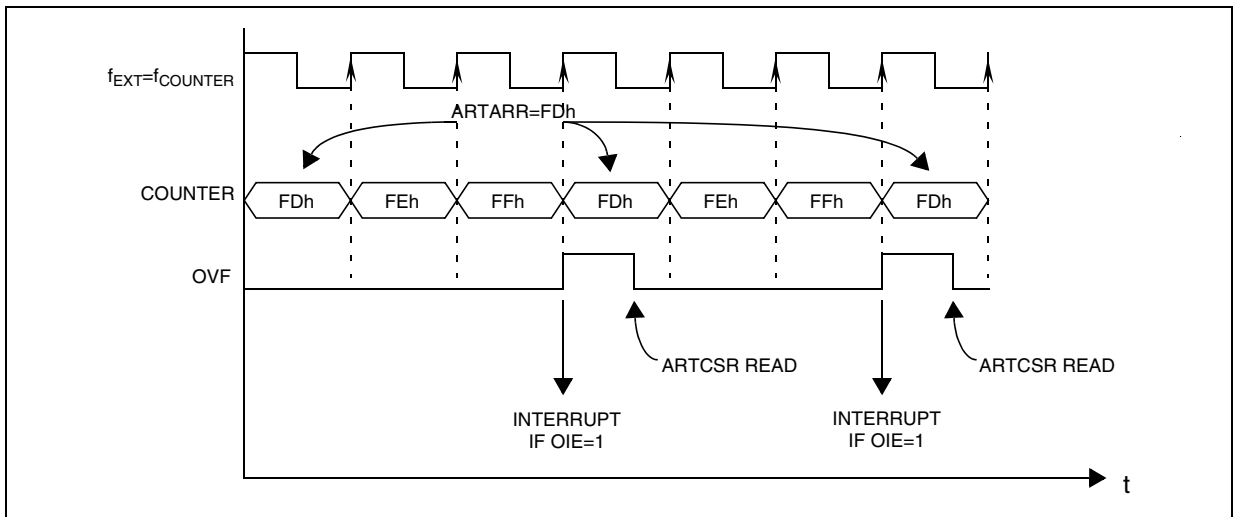 fEXT=fCOUNTER
ARTARR=FDh
COUNTER
FDh FEh FFh FDh FEh FFh FDh
OVF
ARTCSR READ ARTCSR READ
INTERRUPT INTERRUPT
IF OIE=1 IF OIE=1
t